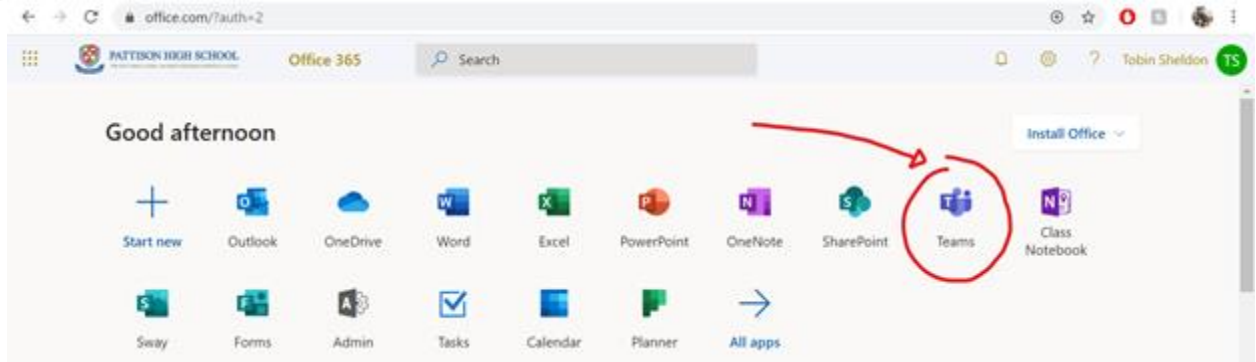 office.com/?auth=2
PATTISON HIGH SCHOOL
Office 365
Search
Tobin Sheldon
TS
Good afternoon
Install Office
Start new
Outlook
OneDrive
Word
Excel
PowerPoint
OneNote
SharePoint
Teams
Class
Notebook
Sway
Forms
Admin
Tasks
Calendar
Planner
All apps